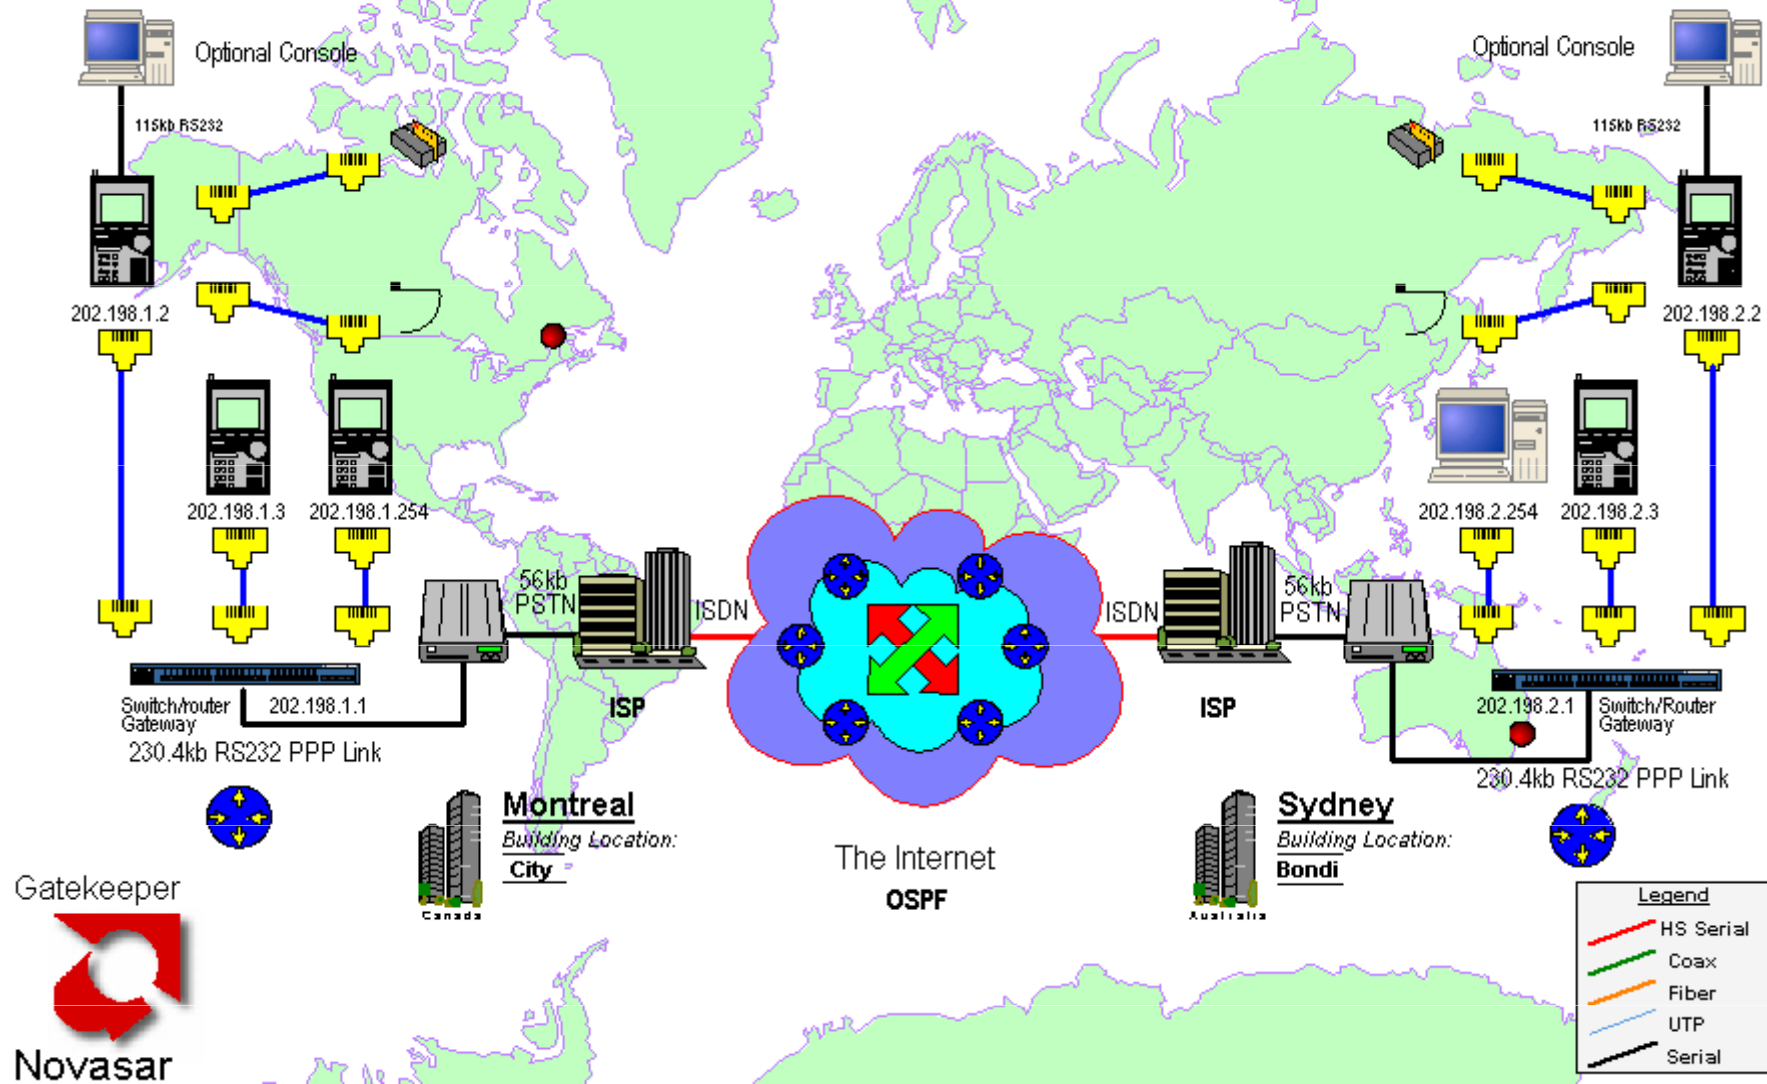 Optional Console
Optional Console
115kb RS232
115kb RS232
202.198.1.2
202.198.2.2
202.198.1.3
202.198.1.254
202.198.2.254
202.198.2.3
56kb
PSTN
ISDN
ISDN
56kb
PSTN
ISP
ISP
Switch/router
Gateway
202.198.1.1
202.198.2.1
Switch/Router
Gateway
230.4kb RS232 PPP Link
230.4kb RS232 PPP Link
Montreal
Building Location:
City
Canada
Sydney
Building Location:
Bondi
Australia
The Internet
OSPF
Gatekeeper
Novasar
Legend
HS Serial
Coax
Fiber
UTP
Serial